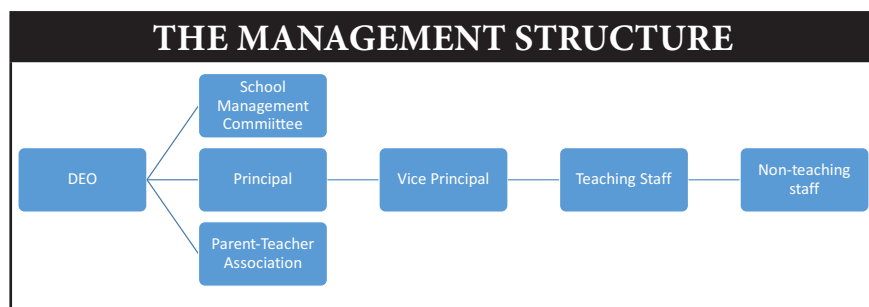 THE MANAGEMENT STRUCTURE
School
Management
Commiittee
DEO
Principal
Vice Principal
Teaching Staff
Non-teaching
staff
Parent-Teacher
Association